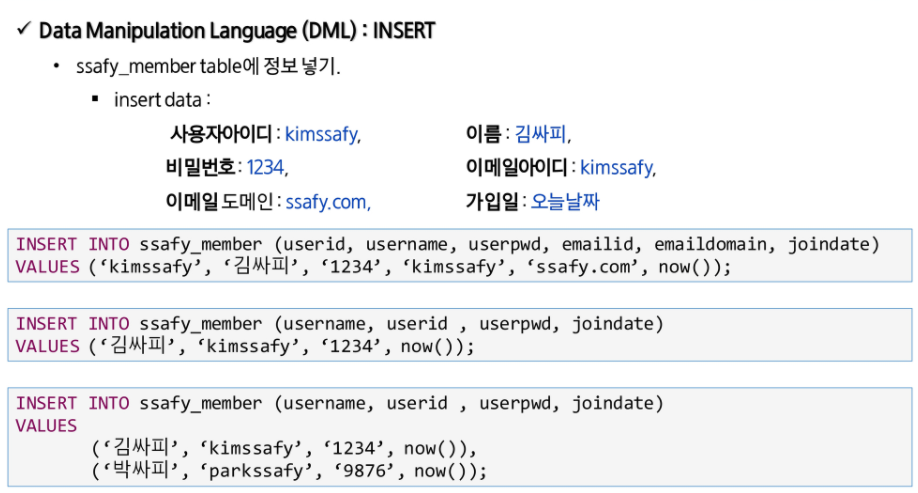 ✓ Data Manipulation Language (DML) : INSERT
• ssafy_member table에 정보 넣기.
▪ insert data :
사용자아이디 : kimssafy, 이름 : 김싸피,
비밀번호 : 1234, 이메일아이디 : kimssafy,
이메일 도메인 : ssafy.com, 가입일 : 오늘날짜
INSERT INTO ssafy_member (userid, username, userpwd, emailid, emaildomain, joindate)
VALUES (‘kimssafy’, ‘김싸피’, ‘1234’, ‘kimssafy’, ‘ssafy.com’, now());
INSERT INTO ssafy_member (username, userid , userpwd, joindate)
VALUES (‘김싸피’, ‘kimssafy’, ‘1234’, now());
INSERT INTO ssafy_member (username, userid , userpwd, joindate)
VALUES
(‘김싸피’, ‘kimssafy’, ‘1234’, now()),
(‘박싸피’, ‘parkssafy’, ‘9876’, now());